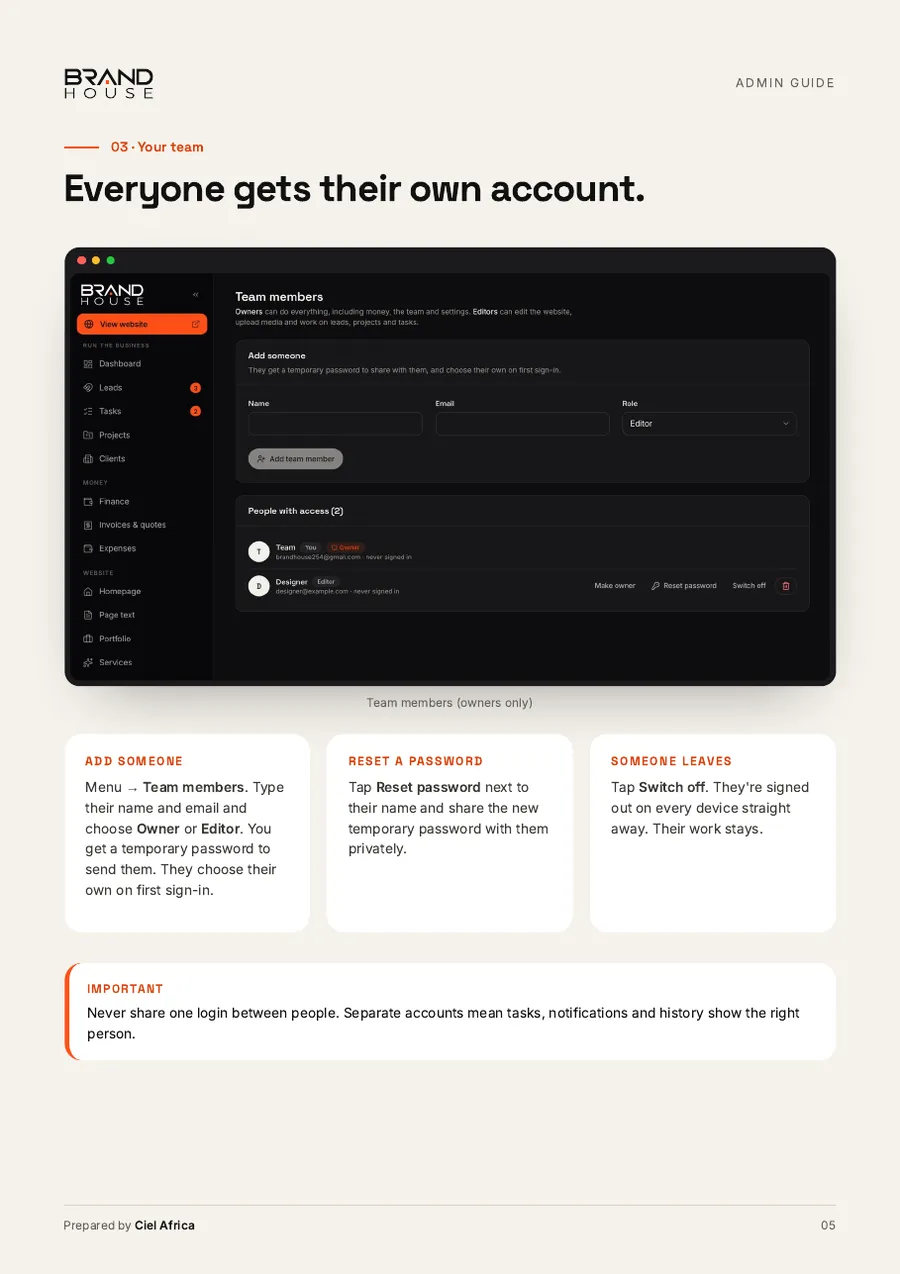 BRAND
HOUSE
ADMIN GUIDE
03 · Your team
Everyone gets their own account.
BRAND
HOUSE
«
View website
RUN THE BUSINESS
Dashboard
Leads 3
Tasks 2
Projects
Clients
MONEY
Finance
Invoices & quotes
Expenses
WEBSITE
Homepage
Page text
Portfolio
Services
Team members
Owners can do everything, including money, the team and settings. Editors can edit the website,
upload media and work on leads, projects and tasks.
Add someone
They get a temporary password to share with them, and choose their own on first sign-in.
Name Email Role
Editor
Add team member
People with access (2)
T Team You Owner
brandhouse254@gmail.com · never signed in
D Designer Editor
designer@example.com · never signed in
Make owner Reset password Switch off
Team members (owners only)
ADD SOMEONE
Menu → Team members. Type
their name and email and
choose Owner or Editor. You
get a temporary password to
send them. They choose their
own on first sign-in.
RESET A PASSWORD
Tap Reset password next to
their name and share the new
temporary password with them
privately.
SOMEONE LEAVES
Tap Switch off. They're signed
out on every device straight
away. Their work stays.
IMPORTANT
Never share one login between people. Separate accounts mean tasks, notifications and history show the right
person.
Prepared by Ciel Africa
05